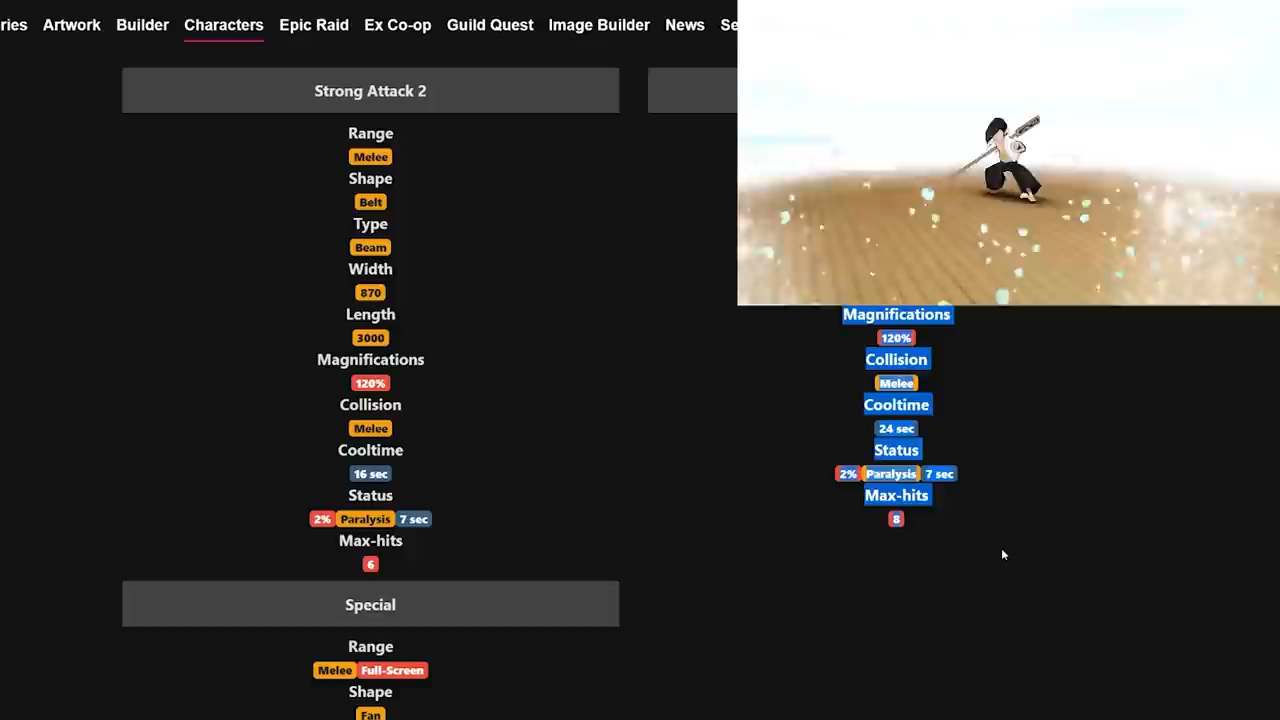 ries Artwork Builder Characters Epic Raid Ex Co-op Guild Quest Image Builder News Se
Strong Attack 2
Range
Melee
Shape
Belt
Type
Beam
Width
870
Length
3000
Magnifications
120%
Collision
Melee
Cooltime
16 sec
Status
2% Paralysis 7 sec
Max-hits
6
Special
Range
Melee Full-Screen
Shape
Fan
Magnifications
120%
Collision
Melee
Cooltime
24 sec
Status
2% Paralysis 7 sec
Max-hits
8